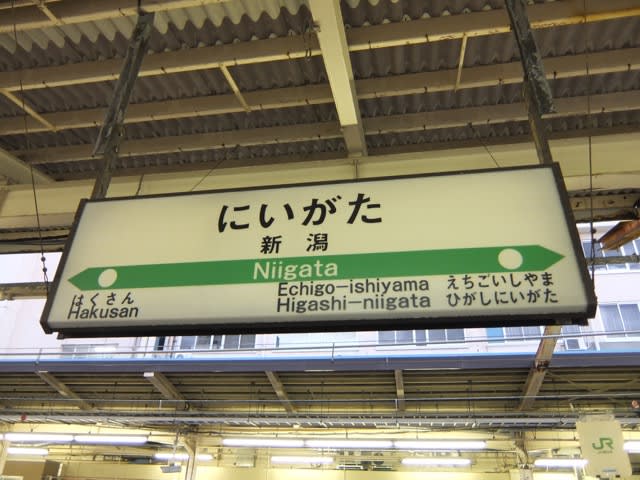 にいがた
新潟
Niigata
はくさん
Hakusan
Echigo-ishiyama えちごいしやま
Higashi-niigata ひがしにいがた
JR